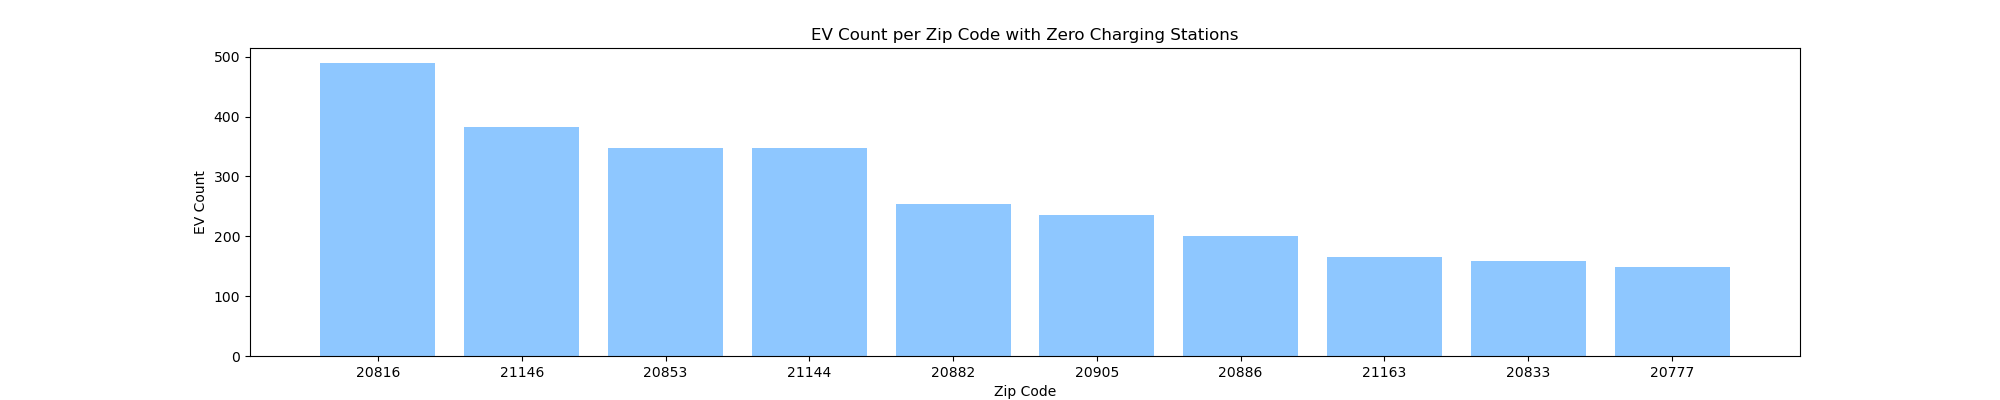 EV Count per Zip Code with Zero Charging Stations
EV Count
500
400
300
200
100
0
20816 21146 20853 21144 20882 20905 20886 21163 20833 20777
Zip Code